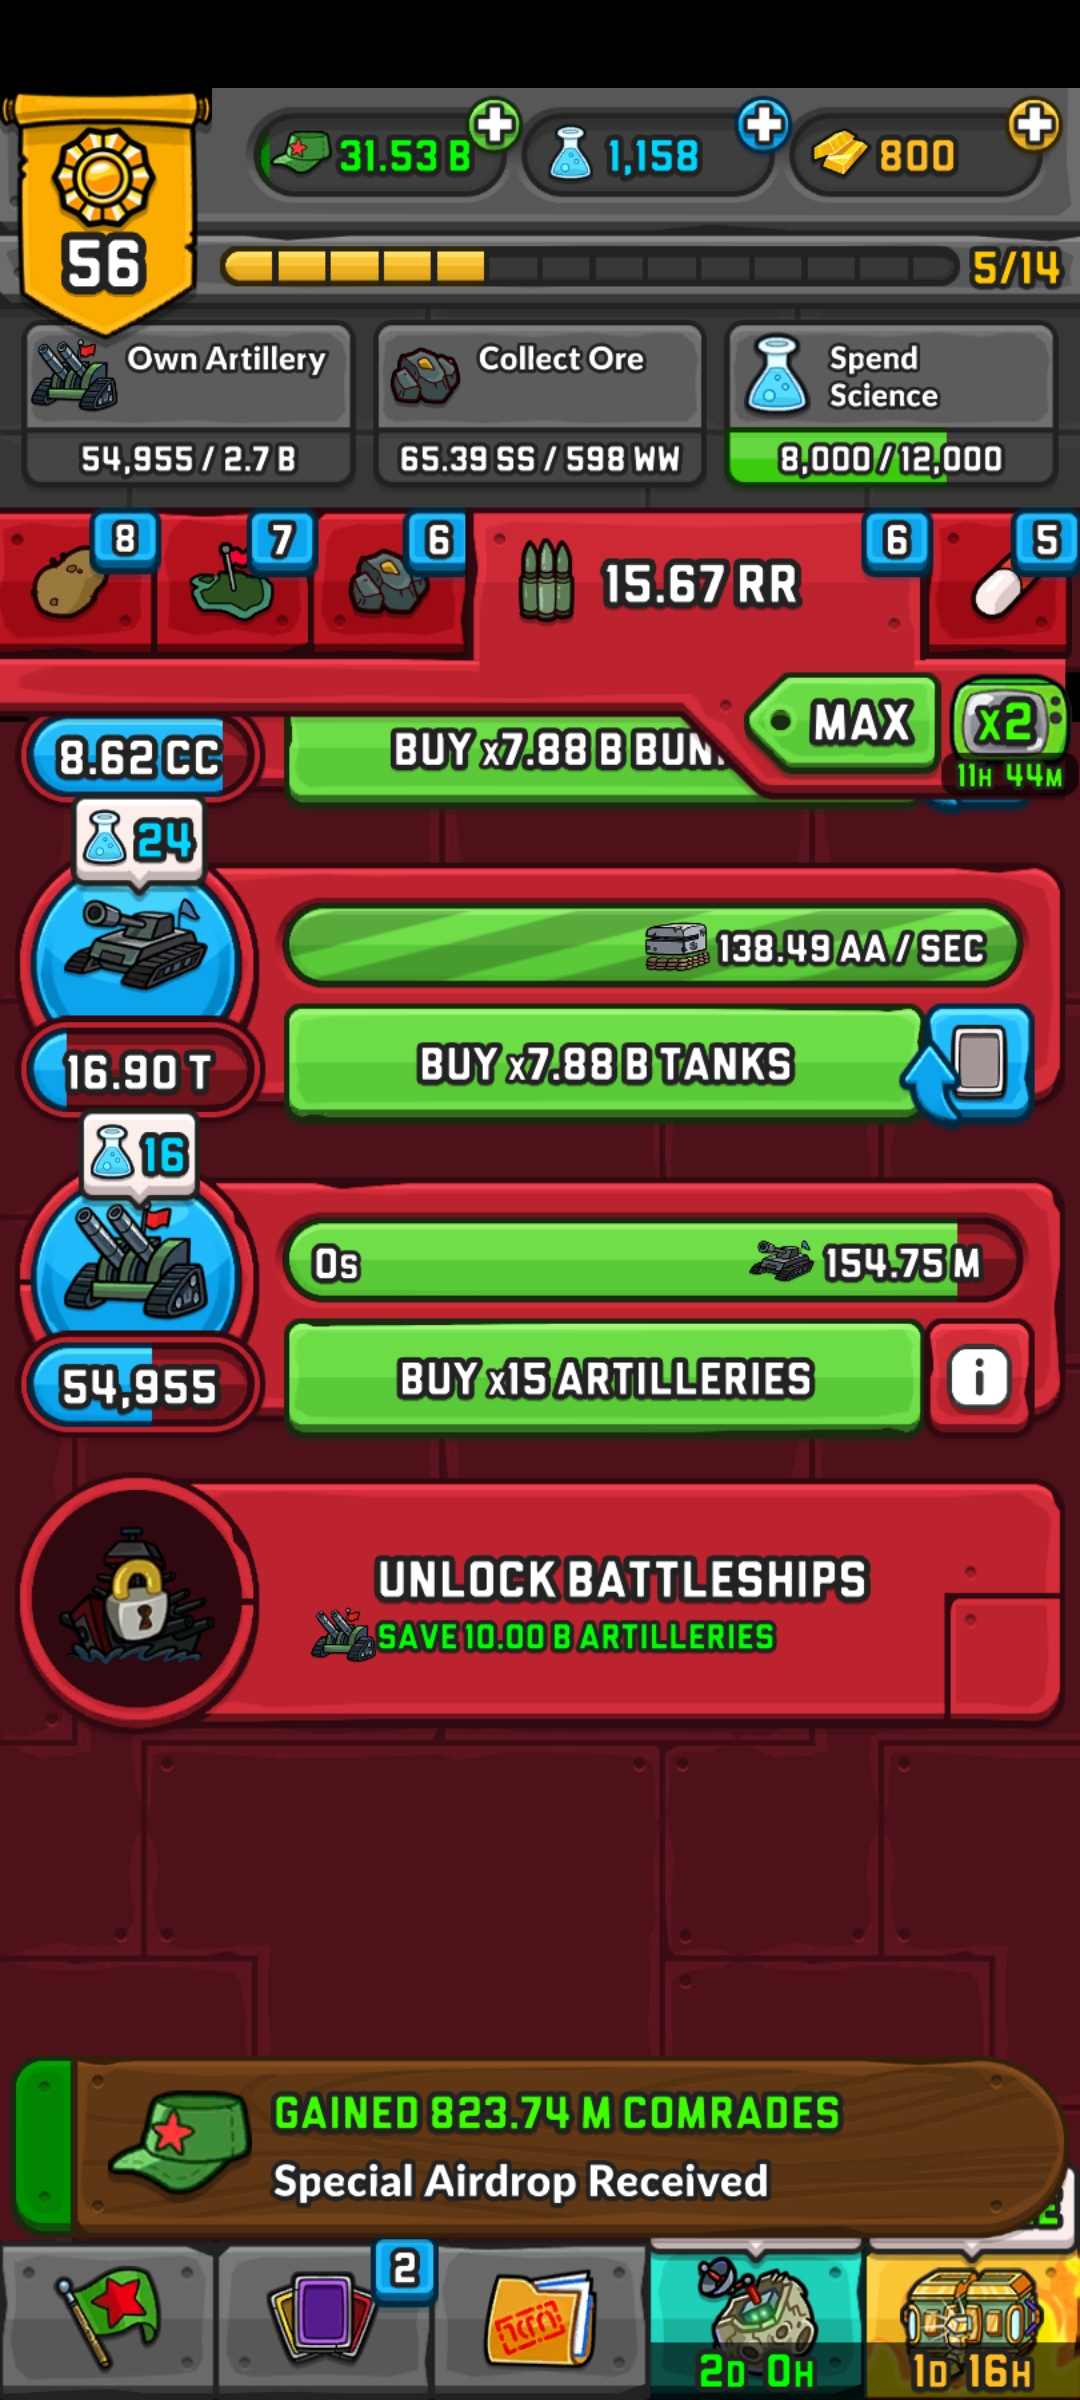 56
31.53 B
1,158
800
5/14
Own Artillery
54,955 / 2.7 B
Collect Ore
65.39 SS / 598 WW
Spend
Science
8,000 / 12,000
8
7
6
15.67 RR
6
5
MAX
x2
11H 44M
8.62 CC
BUY x7.88 B
24
138.49 AA / SEC
16.90 T
BUY x7.88 B TANKS
16
0s
154.75 M
54,955
BUY x15 ARTILLERIES
i
UNLOCK BATTLESHIPS
SAVE 10.00 B ARTILLERIES
GAINED 823.74 M COMRADES
Special Airdrop Received
2
2D 0H
1D 16H